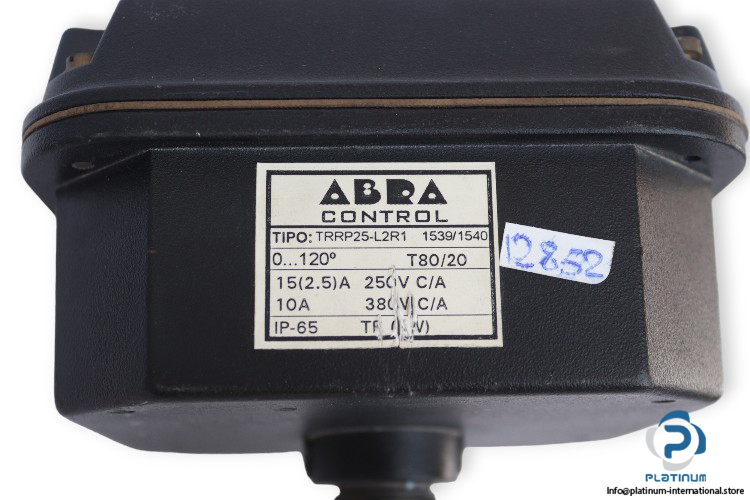 ABRA
CONTROL
TIPO: TRRP25-L2R1 1539/1540
0...120º T80/20
15(2.5)A 250V C/A
10A 380V C/A
IP-65
12852
PLATINUM
Info@platinum-international.store